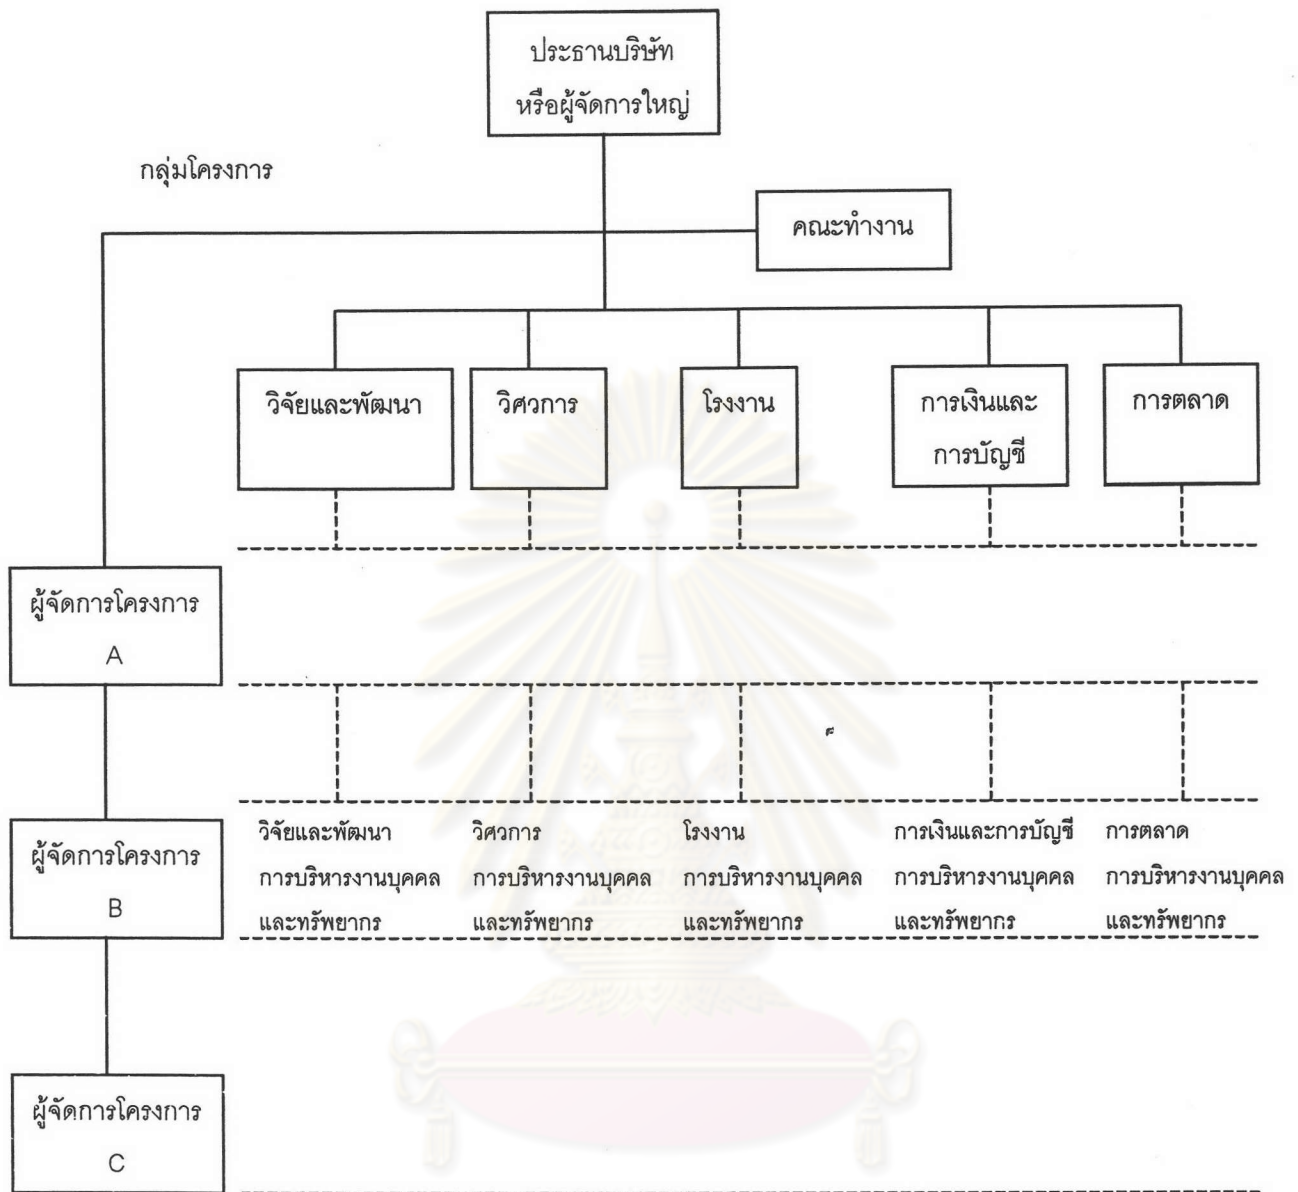 ประธานบริษัท
หรือผู้จัดการใหญ่
กลุ่มโครงการ
คณะทำงาน
วิจัยและพัฒนา
วิศวการ
โรงงาน
การเงินและ
การบัญชี
การตลาด
ผู้จัดการโครงการ
A
ผู้จัดการโครงการ
B
วิจัยและพัฒนา
การบริหารงานบุคคล
และทรัพยากร
วิศวการ
การบริหารงานบุคคล
และทรัพยากร
โรงงาน
การบริหารงานบุคคล
และทรัพยากร
การเงินและการบัญชี
การบริหารงานบุคคล
และทรัพยากร
การตลาด
การบริหารงานบุคคล
และทรัพยากร
ผู้จัดการโครงการ
C